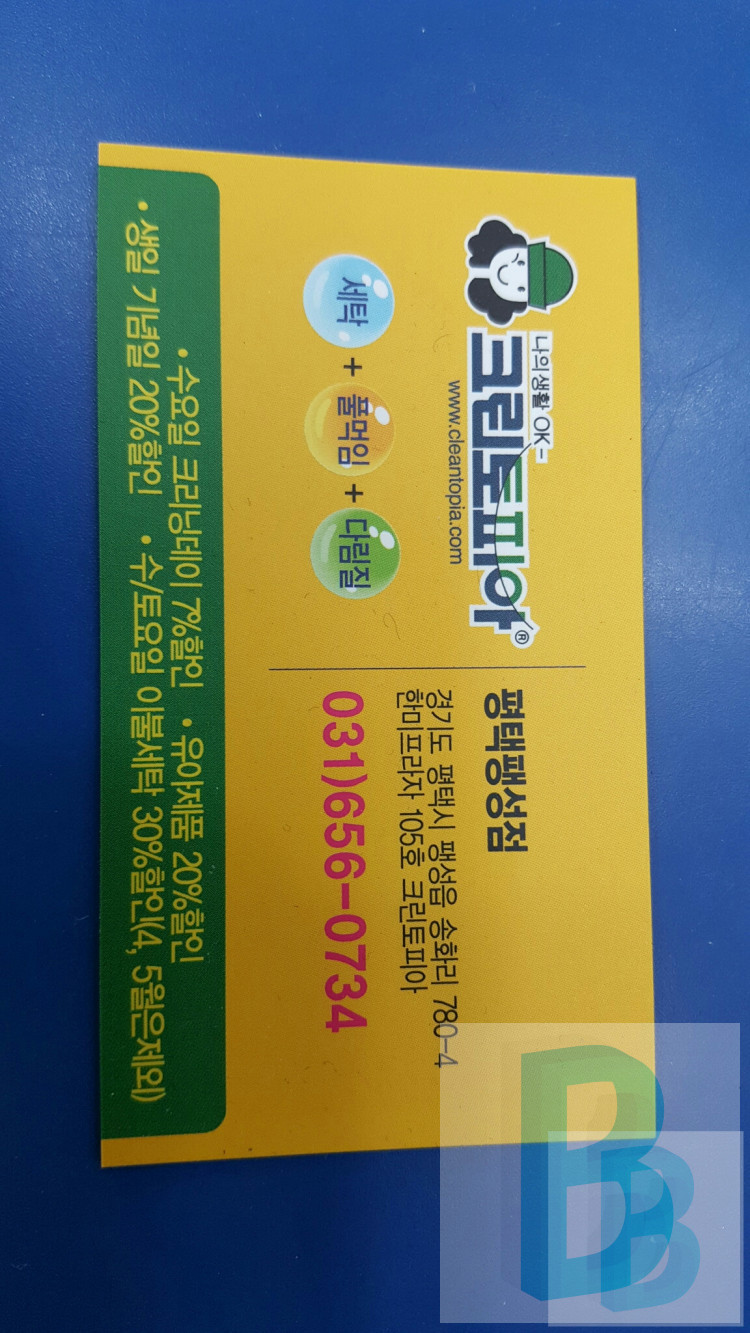 나의 생활 OK-
크린토피아®
www.cleantopia.com
세탁 + 풀먹임 + 다림질
평택팽성점
경기도 평택시 팽성읍 송화리 780-4
한미프라자 105호 크린토피아
031)656-0734
• 수요일 크리닝데이 7%할인 • 유아제품 20%할인
• 생일 기념일 20%할인 • 수/토요일 이불세탁 30%할인(4, 5월은제외)
B
B